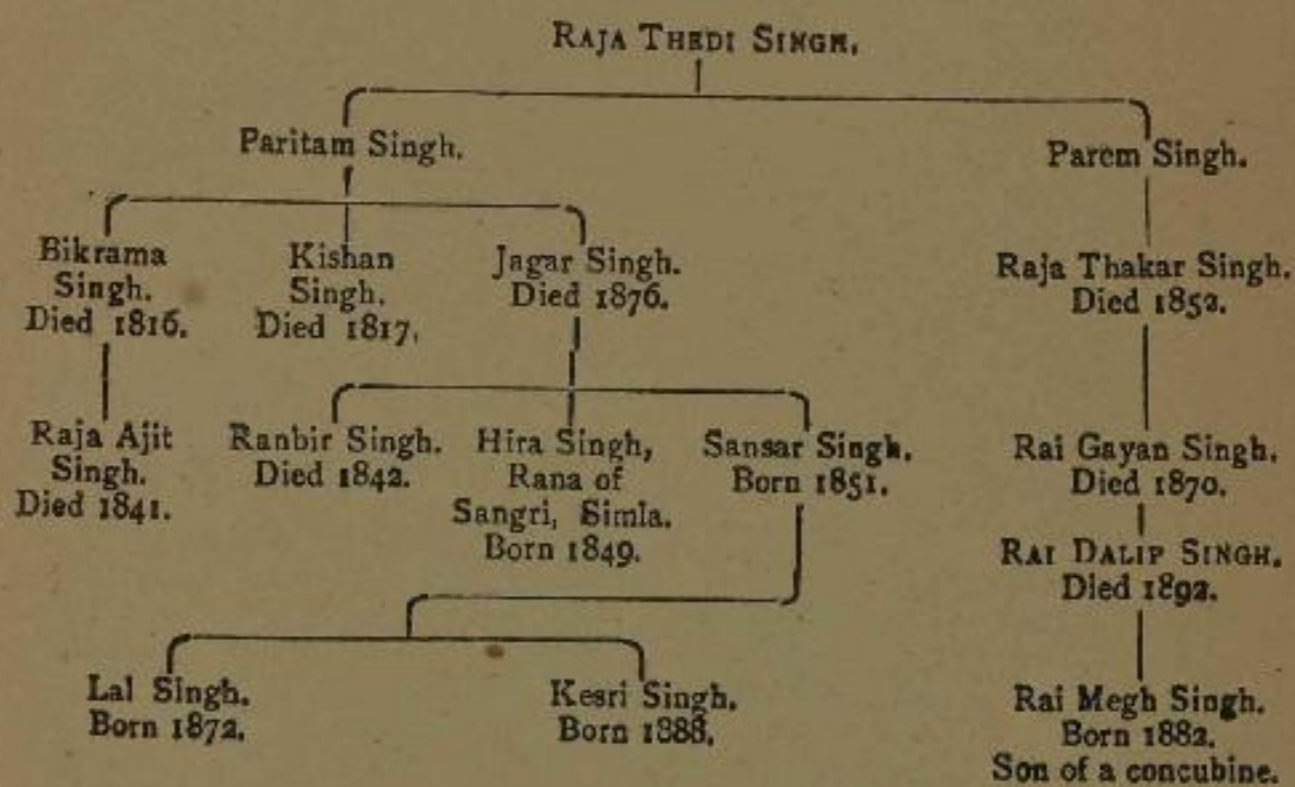 RAJA THEDI SINGH.
Paritam Singh.
Parem Singh.
Bikrama
Singh.
Died 1816.
Kishan
Singh.
Died 1817.
Jagar Singh.
Died 1876.
Raja Thakar Singh.
Died 1852.
Raja Ajit
Singh.
Died 1841.
Ranbir Singh.
Died 1842.
Hira Singh,
Rana of
Sangri, Simla.
Born 1849.
Sansar Singh.
Born 1851.
Rai Gayan Singh.
Died 1870.
RAI DALIP SINGH.
Died 1892.
Lal Singh.
Born 1872.
Kesri Singh.
Born 1888.
Rai Megh Singh.
Born 1882.
Son of a concubine.